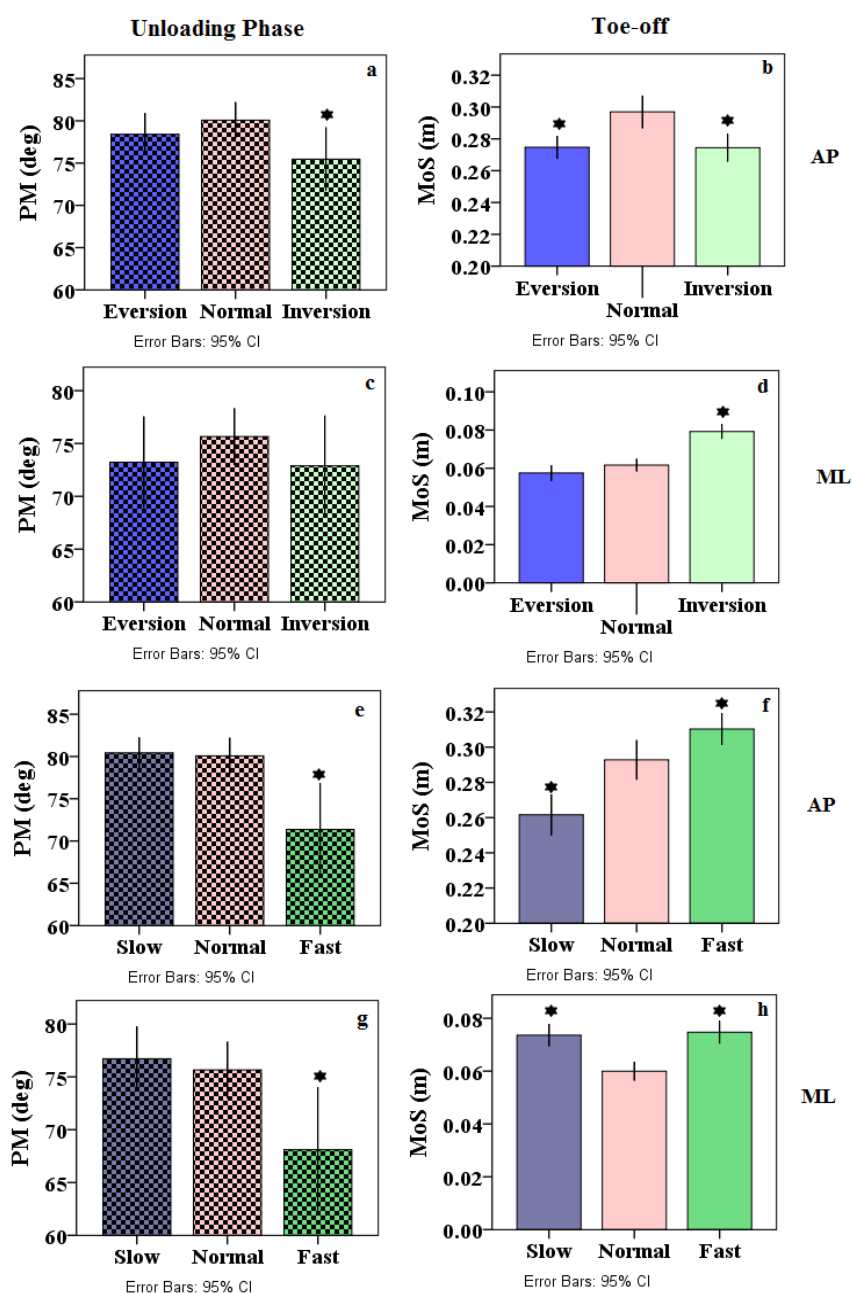 Unloading Phase
Toe-off
a
PM (deg)
85
80
75
70
65
60
Eversion Normal Inversion
Error Bars: 95% CI
b
MoS (m)
0.32
0.30
0.28
0.26
0.24
0.22
0.20
Eversion Inversion
Normal
Error Bars: 95% CI
AP
c
PM (deg)
80
75
70
65
60
Eversion Normal Inversion
Error Bars: 95% CI
d
MoS (m)
0.10
0.08
0.06
0.04
0.02
0.00
Eversion Inversion
Normal
Error Bars: 95% CI
ML
e
PM (deg)
85
80
75
70
65
60
Slow Normal Fast
Error Bars: 95% CI
f
MoS (m)
0.32
0.30
0.28
0.26
0.24
0.22
0.20
Slow Normal Fast
Error Bars: 95% CI
AP
g
PM (deg)
80
75
70
65
60
Slow Normal Fast
Error Bars: 95% CI
h
MoS (m)
0.08
0.06
0.04
0.02
0.00
Slow Normal Fast
Error Bars: 95% CI
ML